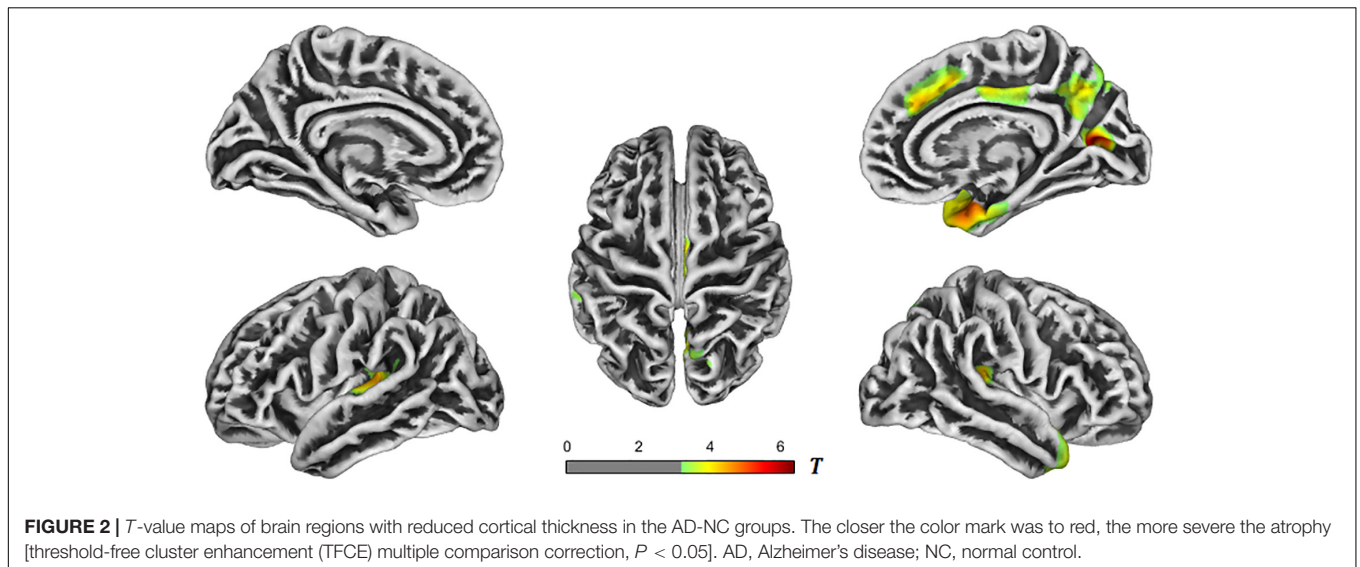 0 2 4 6 T
FIGURE 2 | T-value maps of brain regions with reduced cortical thickness in the AD-NC groups. The closer the color mark was to red, the more severe the atrophy
[threshold-free cluster enhancement (TFCE) multiple comparison correction, P < 0.05]. AD, Alzheimer's disease; NC, normal control.